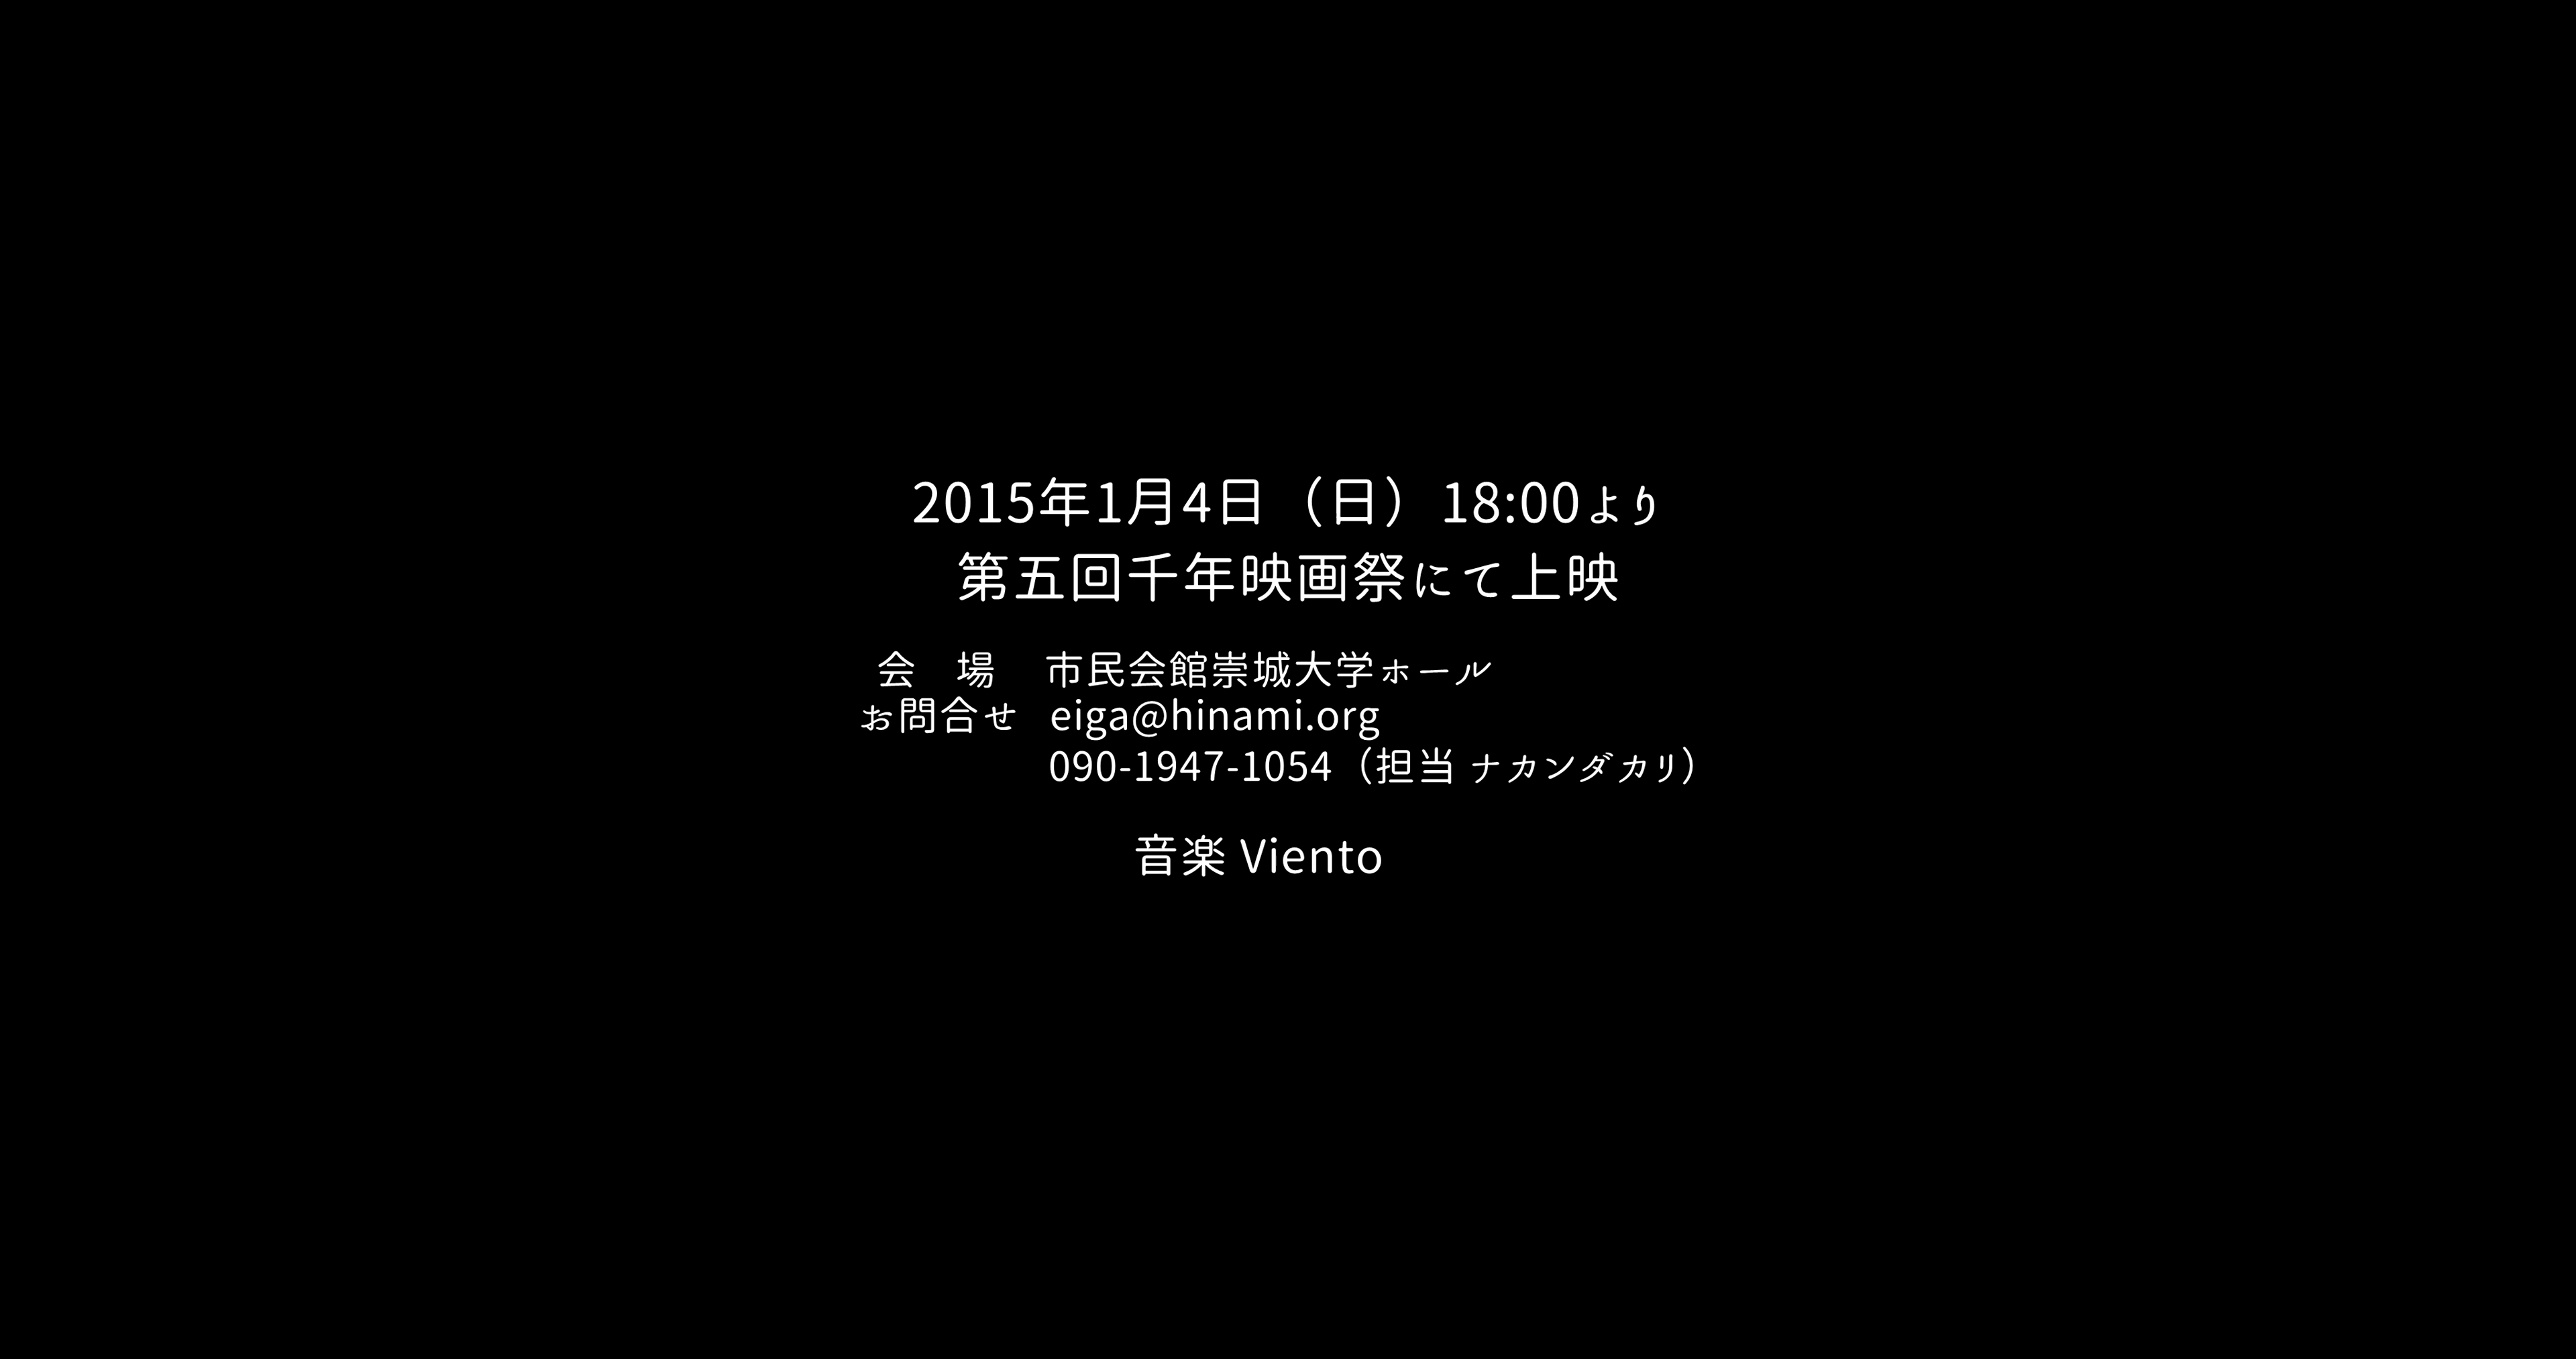 2015年1月4日（日）18:00より
第五回千年映画祭にて上映
会　場　市民会館崇城大学ホール
お問合せ　eiga@hinami.org
090-1947-1054（担当 ナカンダカリ）
音楽 Viento